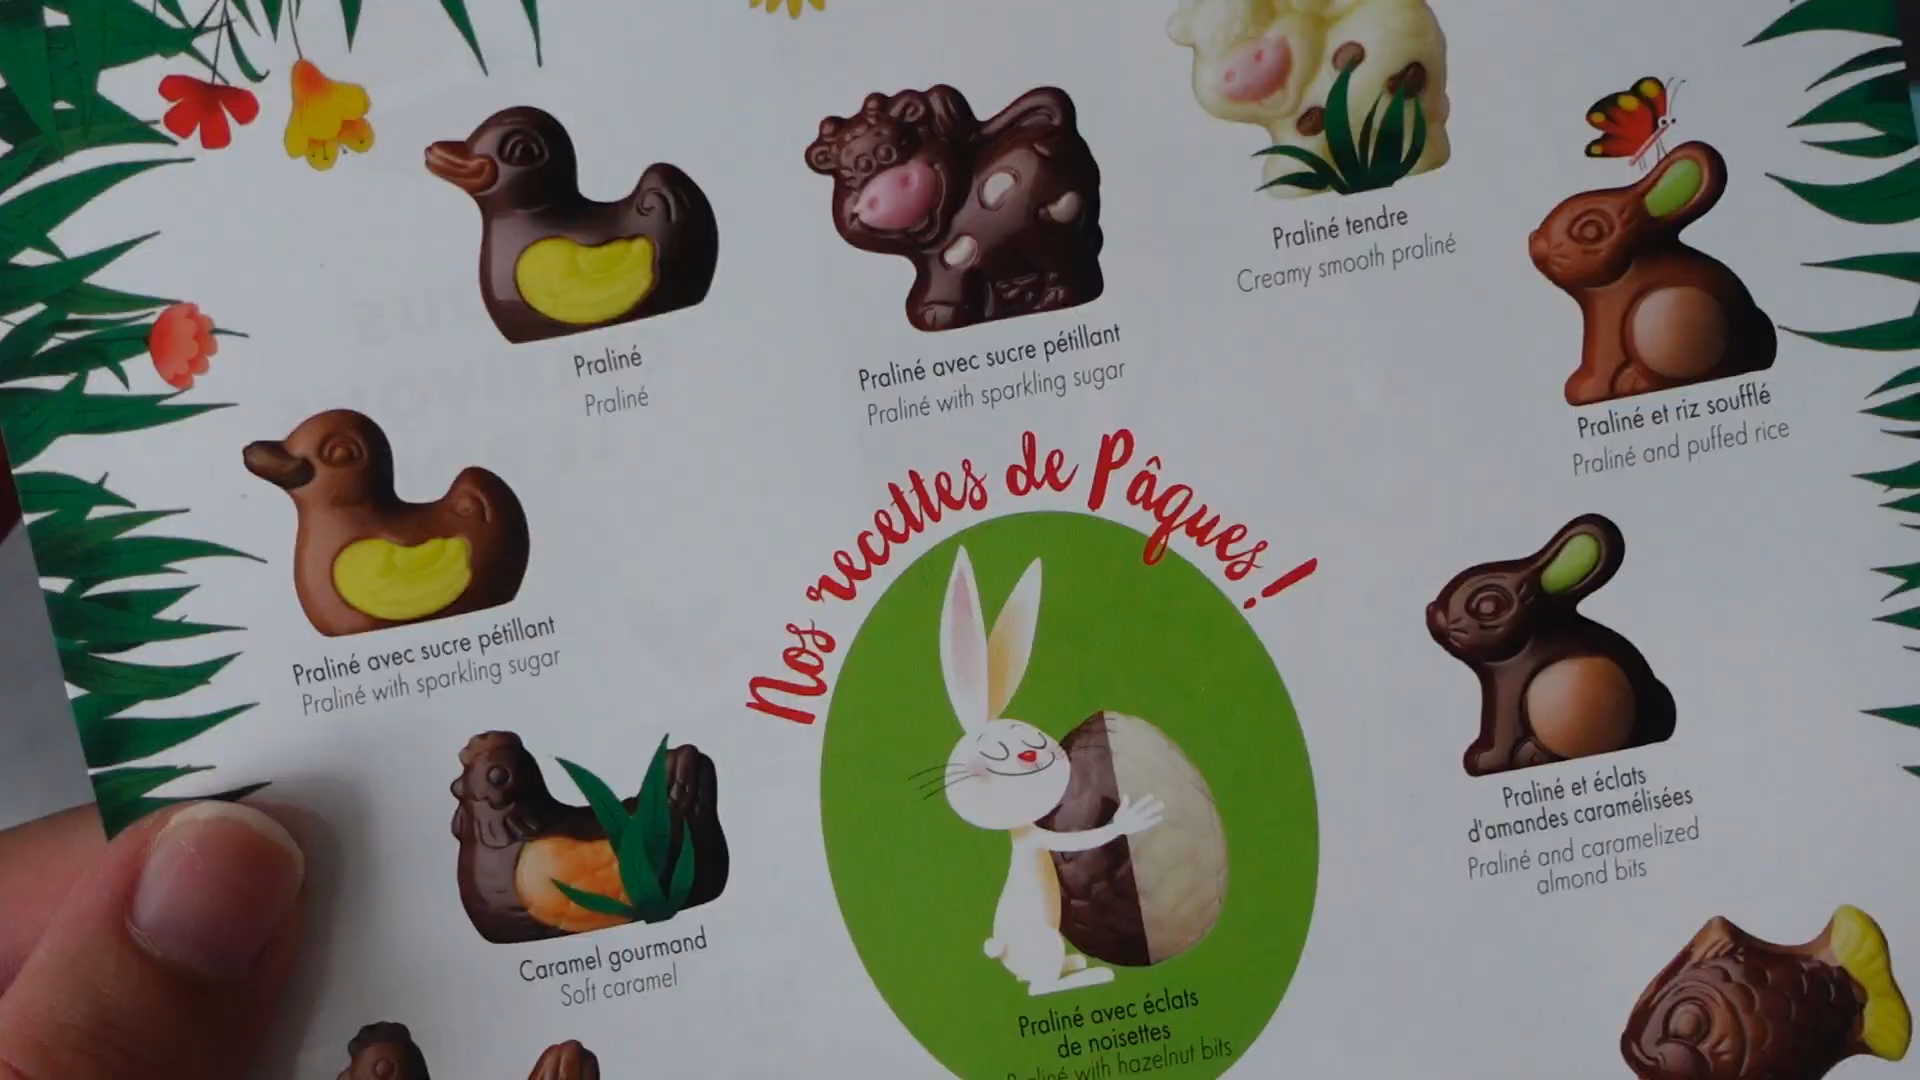 Praliné tendre
Creamy smooth praliné
Praliné
Praliné
Praliné avec sucre pétillant
Praliné with sparkling sugar
Praliné et riz soufflé
Praliné and puffed rice
Nos recettes de Pâques !
Praliné avec sucre pétillant
Praliné with sparkling sugar
Praliné et éclats
d'amandes caramélisées
Praliné and caramelized
almond bits
Caramel gourmand
Soft caramel
Praliné avec éclats
de noisettes
Praliné with hazelnut bits